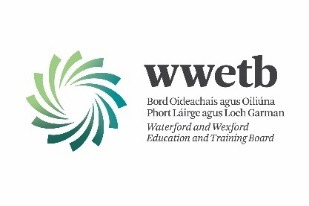 wwetb
Bord Oideachais agus Oiliúna
Phort Láirge agus Loch Garman
Waterford and Wexford
Education and Training Board